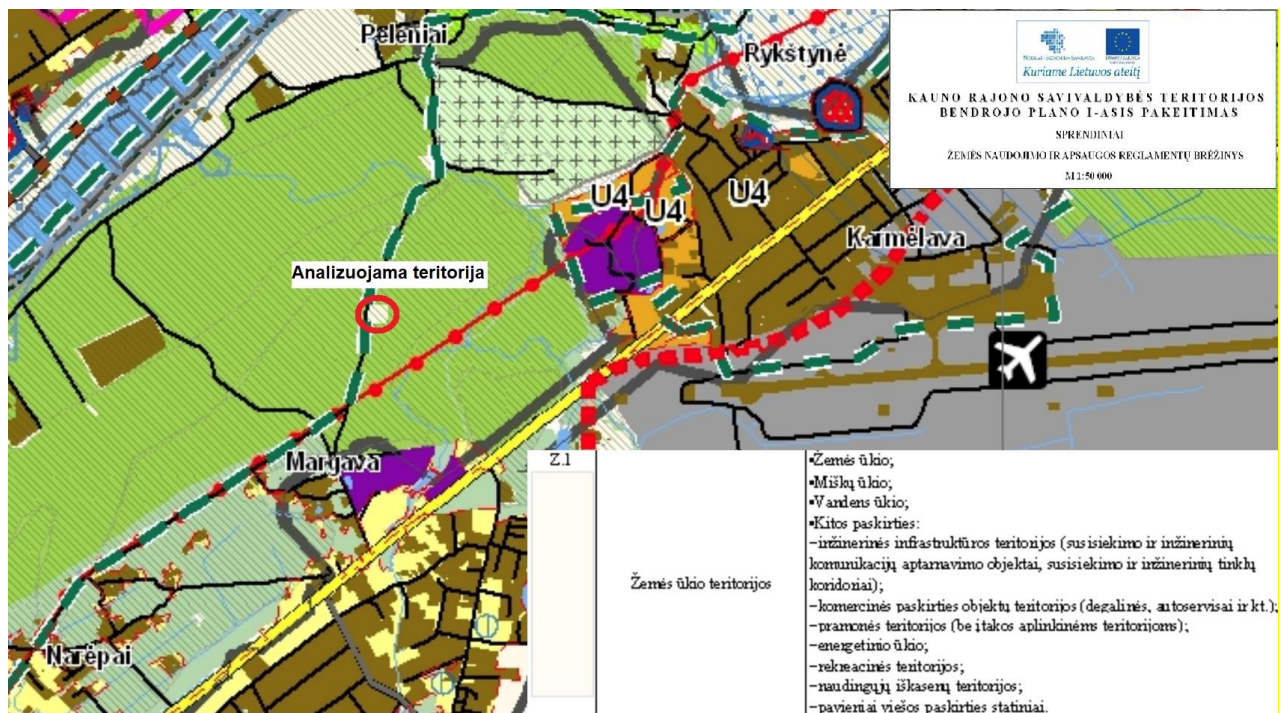 Peleniai
Rykštynė
Kuriame Lietuvos ateitį
KAUNO RAJONO SAVIVALDYBĖS TERITORIJOS
BENDROJO PLANO I-ASIS PAKEITIMAS
SPRENDINIAI
ŽEMĖS NAUDOJIMO IR APSAUGOS REGLAMENTŲ BRĖŽINYS
M 1:50 000
U4
U4
U4
Karmėlava
Analizuojama teritorija
Margava
Narėpai
Z.1
Žemės ūkio teritorijos
▪Žemės ūkio;
▪Miškų ūkio;
▪Vandens ūkio;
▪Kitos paskirties:
–inžinerinės infrastruktūros teritorijos (susisiekimo ir inžinerinių
komunikacijų aptarnavimo objektai, susisiekimo ir inžinerinių tinklų
koridoriai);
–komercinės paskirties objektų teritorijos (degalinės, autoservisai ir kt.);
–pramonės teritorijos (be įtakos aplinkinėms teritorijoms);
–energetinio ūkio;
–rekreacinės teritorijos;
–naudingųjų iškasenų teritorijos;
–pavieniai viešos paskirties statiniai.